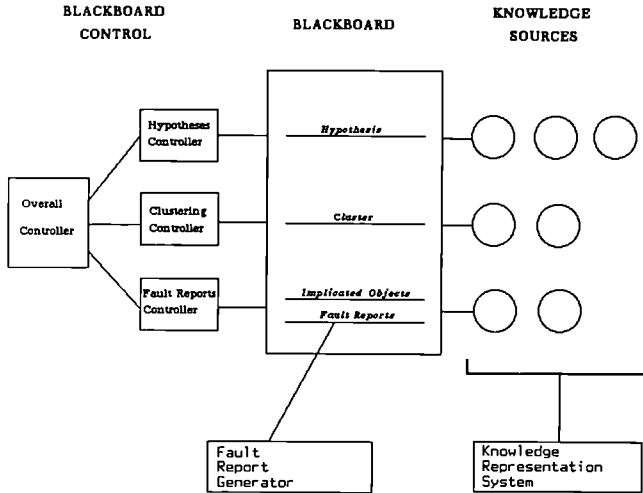 BLACKBOARD
CONTROL
BLACKBOARD
KNOWLEDGE
SOURCES
Hypotheses
Controller
Hypothesis
Overall
Controller
Clustering
Controller
Cluster
Fault Reports
Controller
Implicated Objects
Fault Reports
Fault
Report
Generator
Knowledge
Representation
System